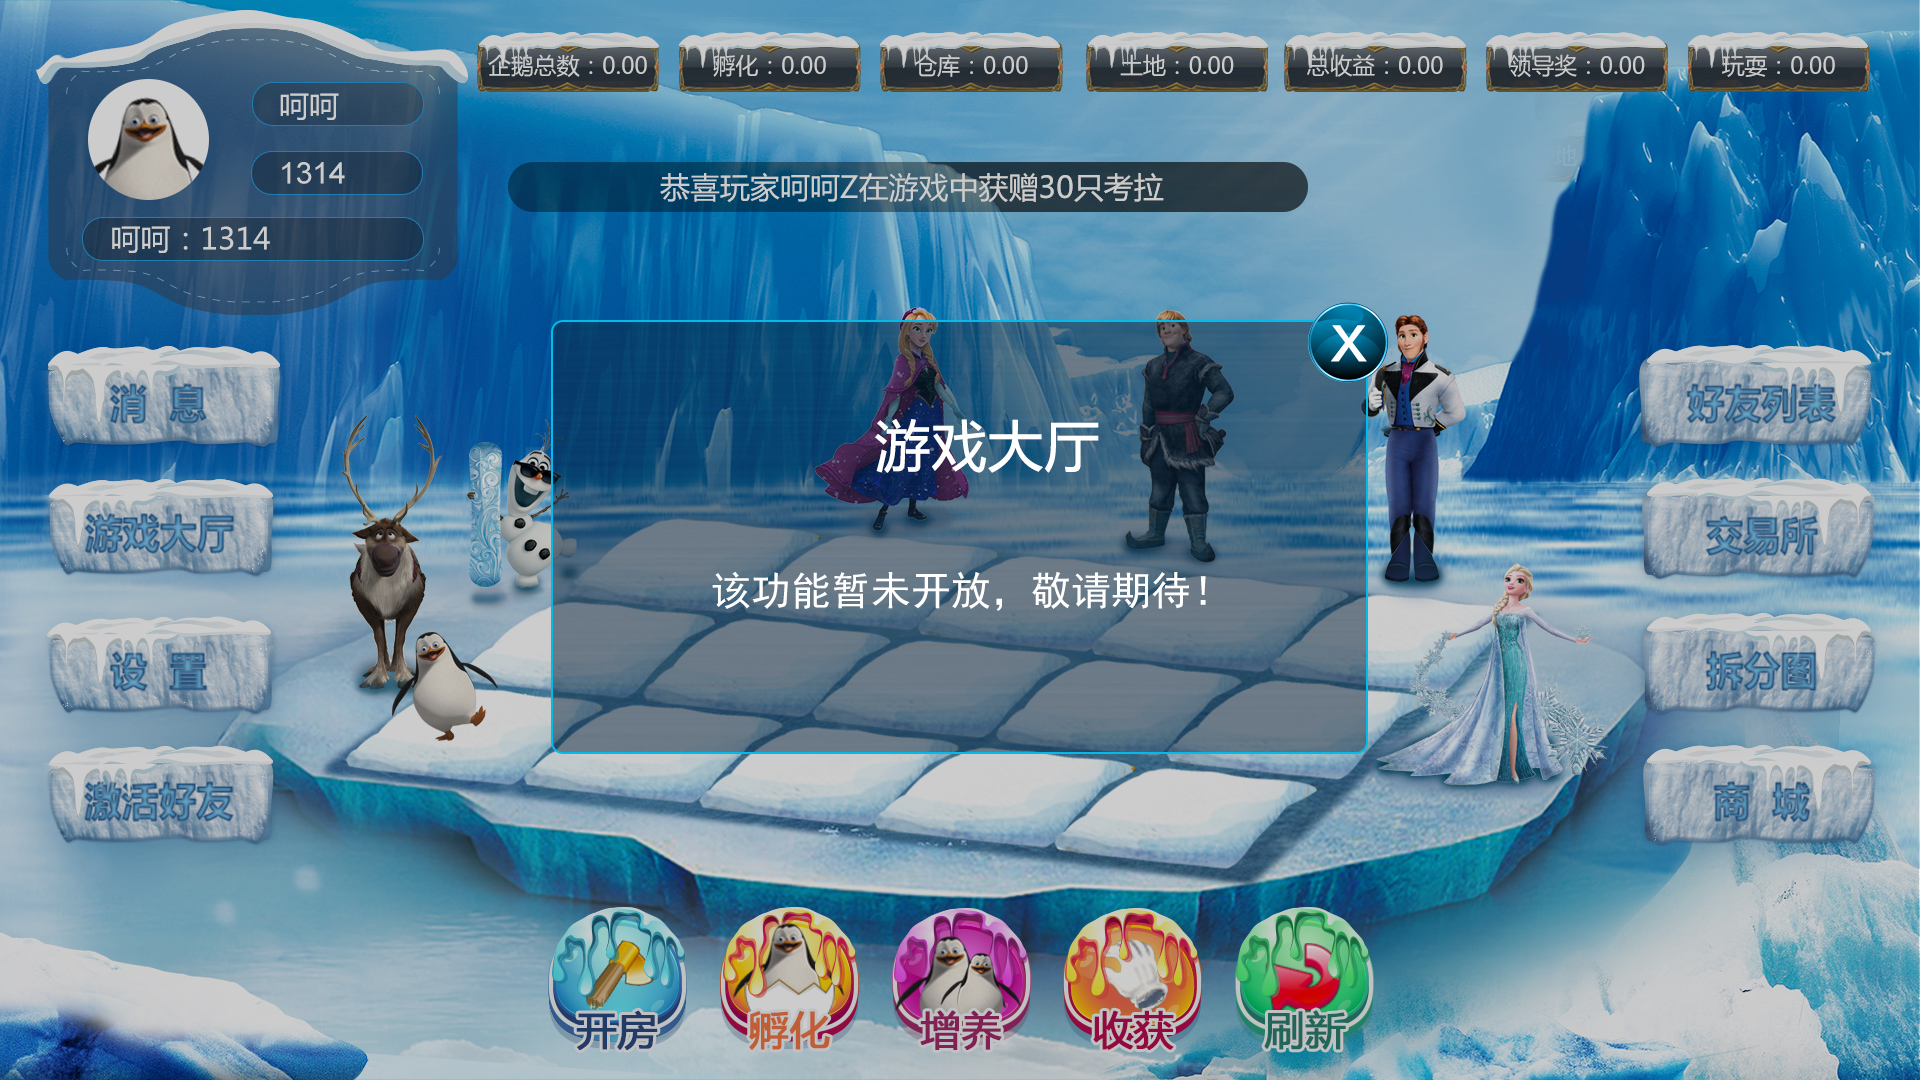 企鹅总数：0.00
孵化：0.00
仓库：0.00
土地：0.00
总收益：0.00
领导奖：0.00
玩耍：0.00
呵呵
1314
呵呵：1314
恭喜玩家呵呵Z在游戏中获赠30只考拉
地
X
消 息
游戏大厅
设 置
激活好友
游戏大厅
该功能暂未开放，敬请期待！
好友列表
交易所
拆分图
商 城
开房
孵化
增养
收获
刷新